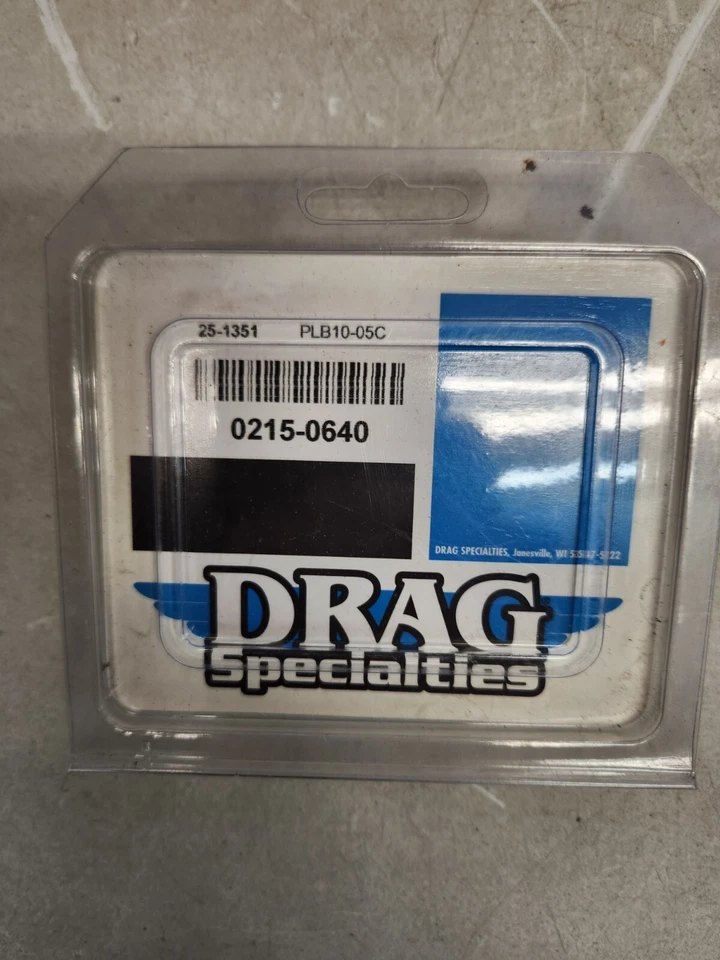 25-1351 PLB10-05C
0215-0640
DRAG SPECIALTIES, Janesville, WI
DRAG
Specialties